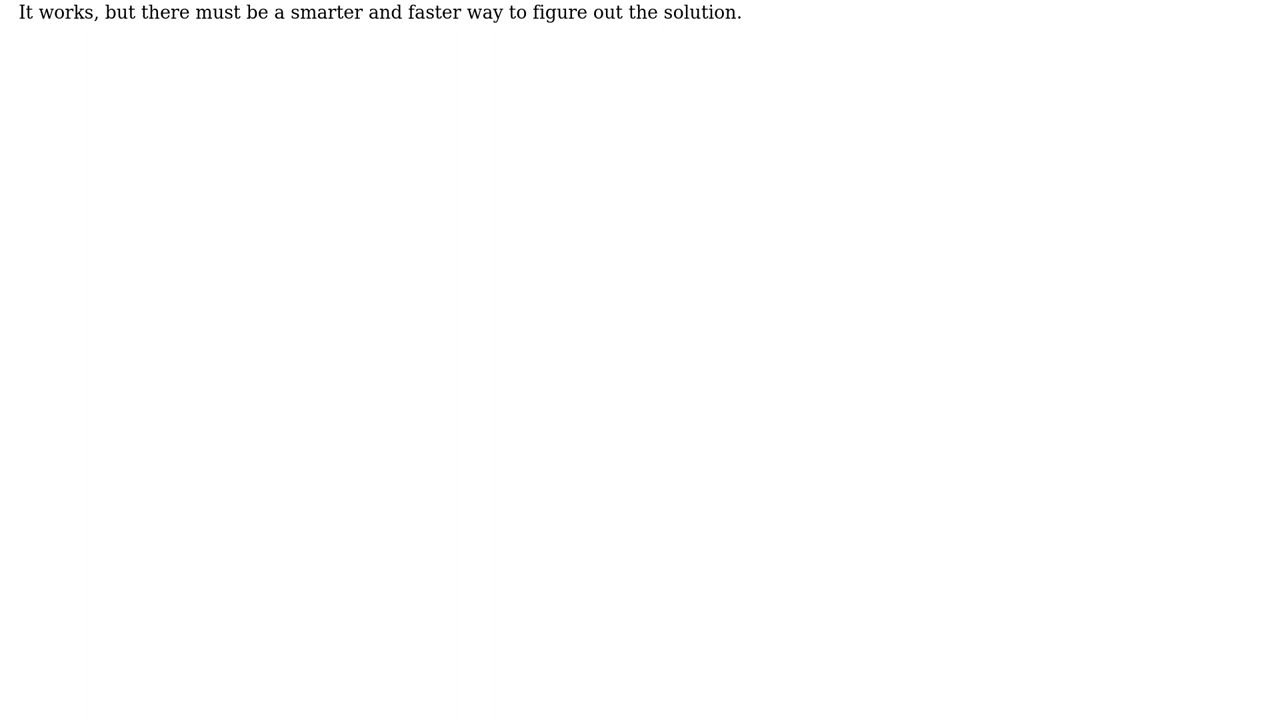 It works, but there must be a smarter and faster way to figure out the solution.